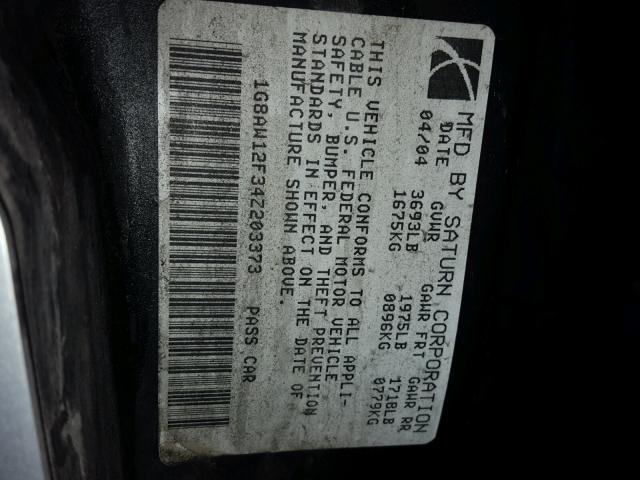 MFD BY SATURN CORPORATION
DATE GVWR GAWR FRT GAWR RR
04/04 3693LB 1975LB 1718LB
1675KG 0896KG 0779KG
THIS VEHICLE CONFORMS TO ALL APPLI-
CABLE U.S. FEDERAL MOTOR VEHICLE
SAFETY, BUMPER, AND THEFT PREVENTION
STANDARDS IN EFFECT ON THE DATE OF
MANUFACTURE SHOWN ABOVE.
1G8AW12F34Z203373 PASS CAR